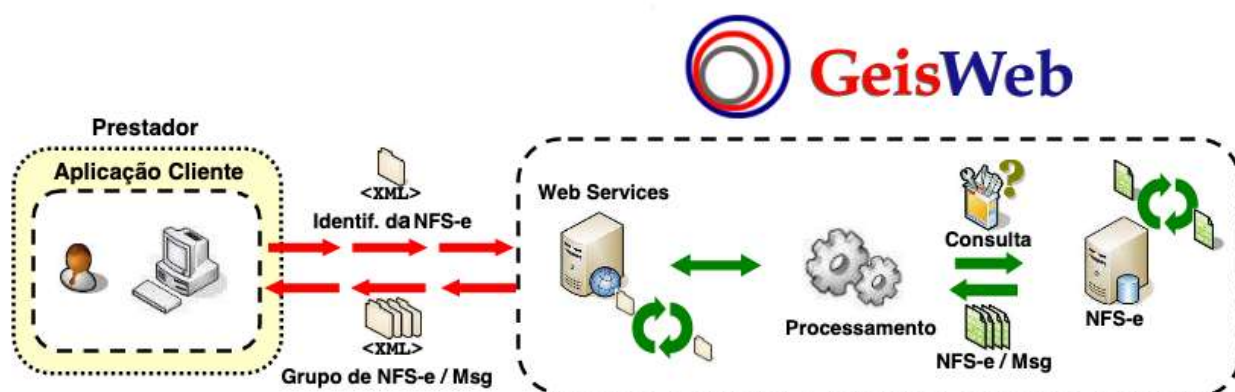 GeisWeb
Prestador
Aplicação Cliente
<XML>
Identif. da NFS-e
<XML>
Grupo de NFS-e / Msg
Web Services
Processamento
?
Consulta
NFS-e / Msg
NFS-e